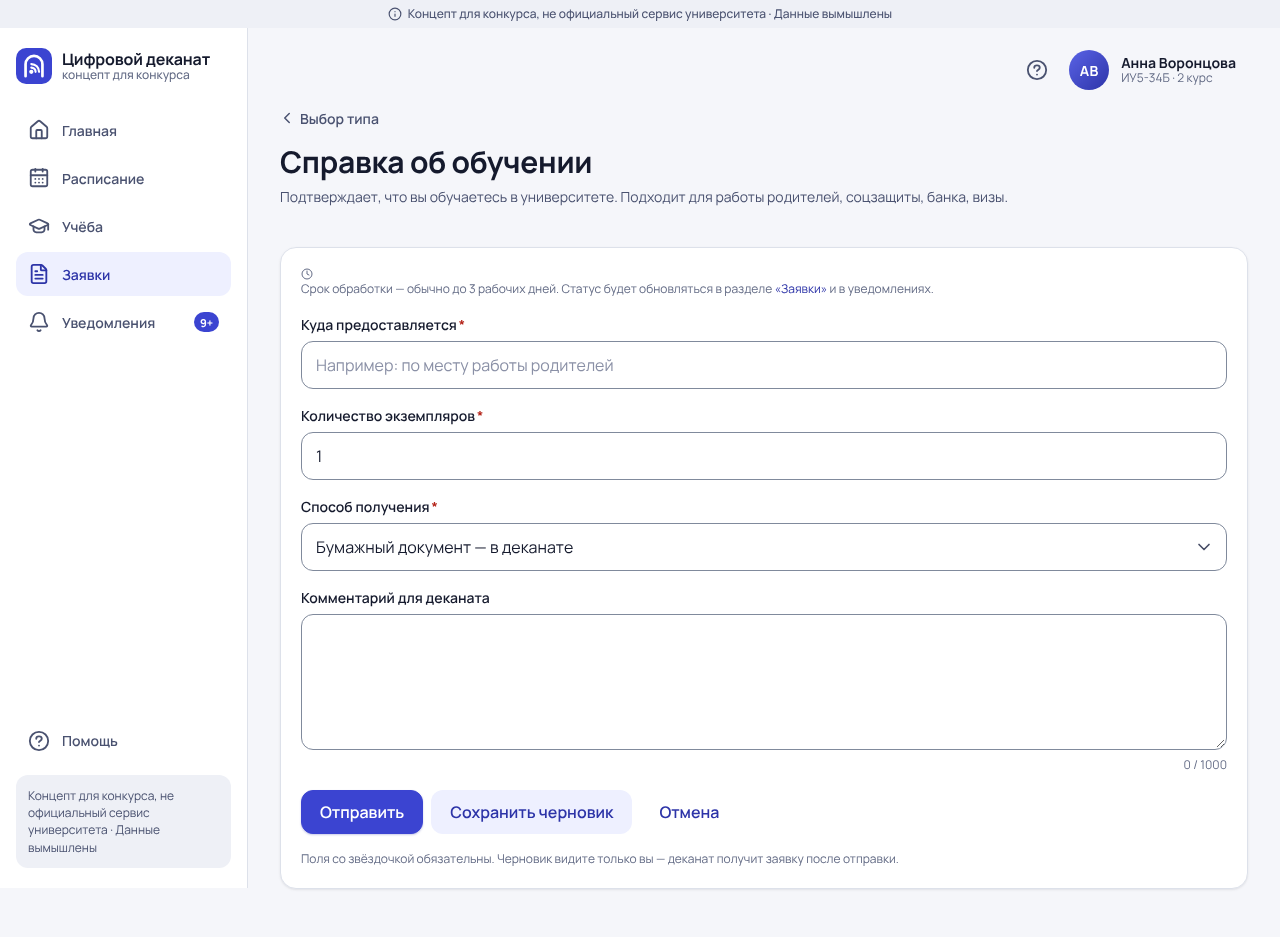 Концепт для конкурса, не официальный сервис университета · Данные вымышлены
Цифровой деканат
концепт для конкурса
Главная
Расписание
Учёба
Заявки
Уведомления 9+
Помощь
Концепт для конкурса, не
официальный сервис
университета · Данные
вымышлены
АВ
Анна Воронцова
ИУ5-34Б · 2 курс
Выбор типа
Справка об обучении
Подтверждает, что вы обучаетесь в университете. Подходит для работы родителей, соцзащиты, банка, визы.
Срок обработки — обычно до 3 рабочих дней. Статус будет обновляться в разделе «Заявки» и в уведомлениях.
Куда предоставляется *
Например: по месту работы родителей
Количество экземпляров *
1
Способ получения *
Бумажный документ — в деканате
Комментарий для деканата
0 / 1000
Отправить
Сохранить черновик
Отмена
Поля со звёздочкой обязательны. Черновик видите только вы — деканат получит заявку после отправки.